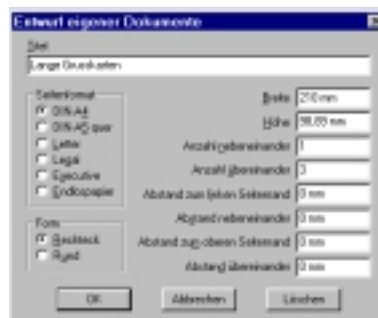 Entwurf eigener Dokumente
Titel
Lange Grusskarten
Seitenformat
DIN-A4
DIN-A5 quer
Letter
Legal
Executive
Endlospapier
Form
Rechteck
Rund
Breite 210 mm
Höhe 98,89 mm
Anzahl nebeneinander 1
Anzahl übereinander 3
Abstand zum linken Seitenrand 0 mm
Abstand nebeneinander 0 mm
Abstand zum oberen Seitenrand 0 mm
Abstand übereinander 0 mm
OK Abbrechen Löschen